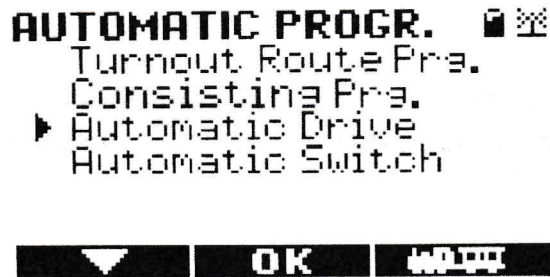 AUTOMATIC PROGR.
Turnout Route Prg.
Consisting Prg.
Automatic Drive
Automatic Switch
OK